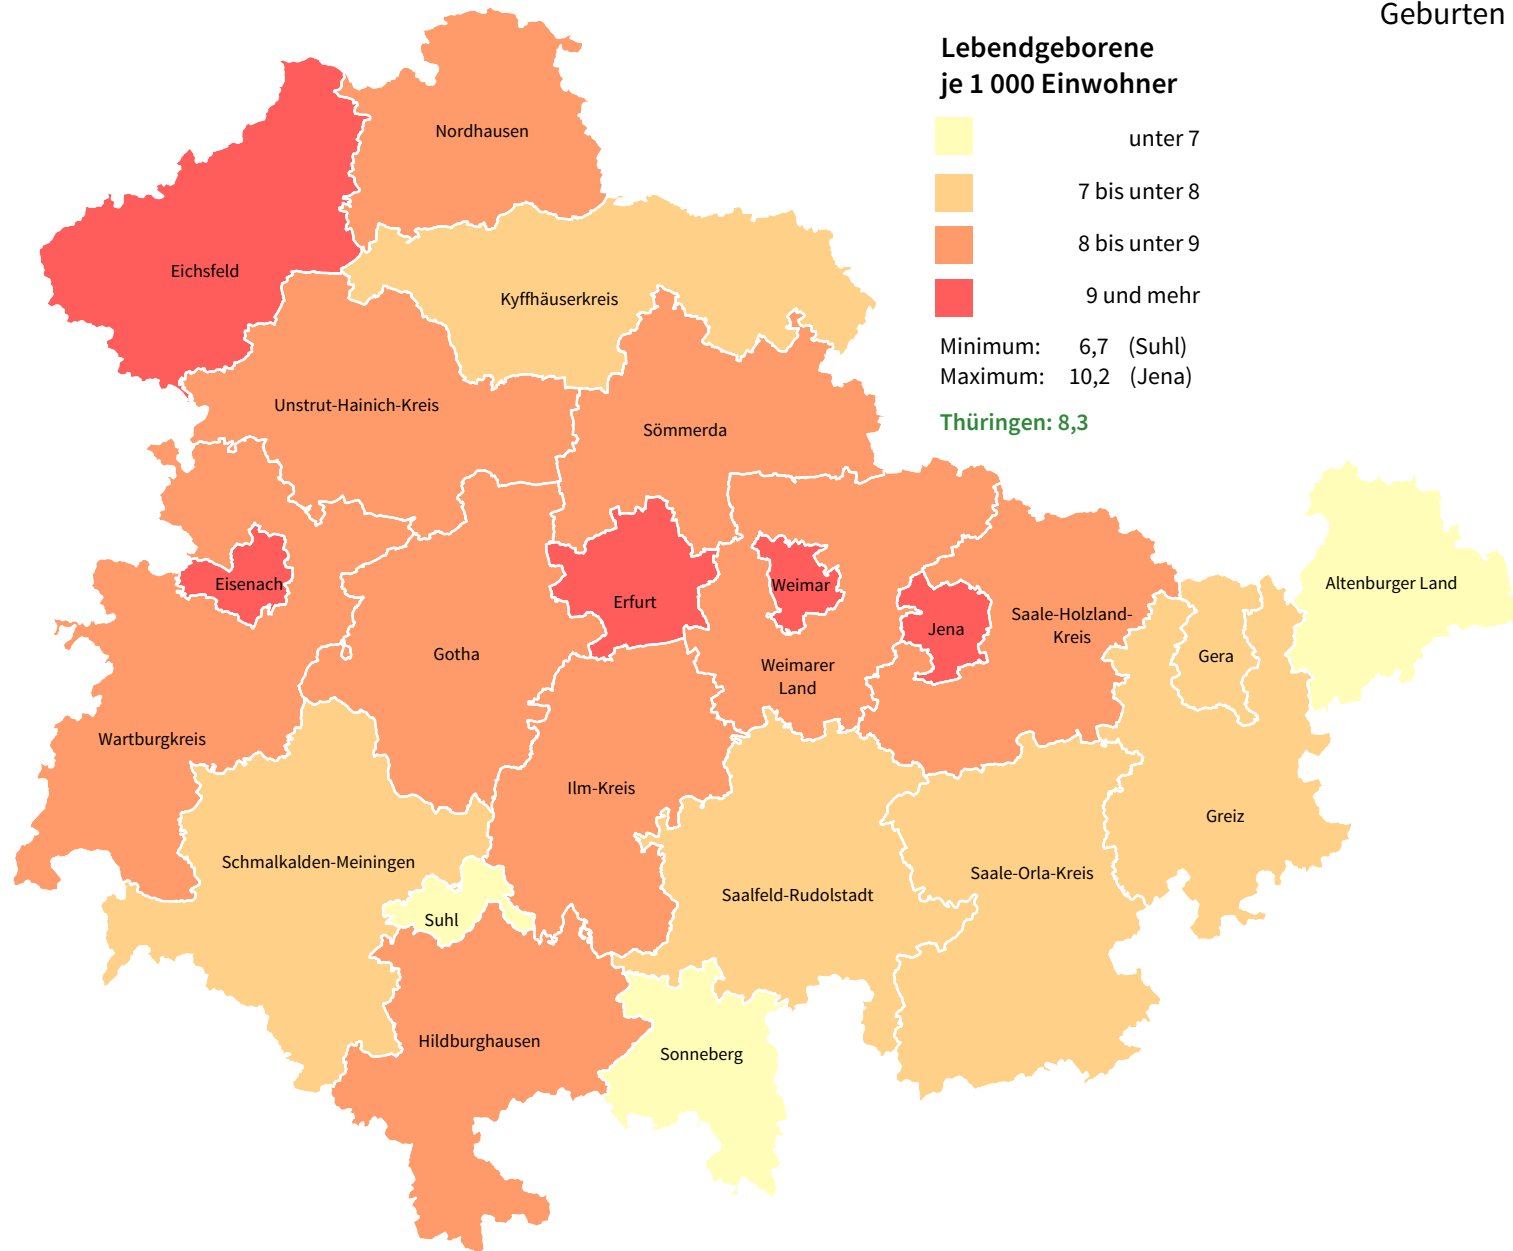 Geburten
Lebendgeborene
je 1 000 Einwohner
unter 7
7 bis unter 8
8 bis unter 9
9 und mehr
Minimum: 6,7 (Suhl)
Maximum: 10,2 (Jena)
Thüringen: 8,3
Nordhausen
Eichsfeld
Kyffhäuserkreis
Unstrut-Hainich-Kreis
Sömmerda
Eisenach
Erfurt
Weimar
Altenburger Land
Jena
Saale-Holzland-
Kreis
Gotha
Weimarer
Land
Gera
Wartburgkreis
Ilm-Kreis
Greiz
Schmalkalden-Meiningen
Saalfeld-Rudolstadt
Saale-Orla-Kreis
Suhl
Hildburghausen
Sonneberg